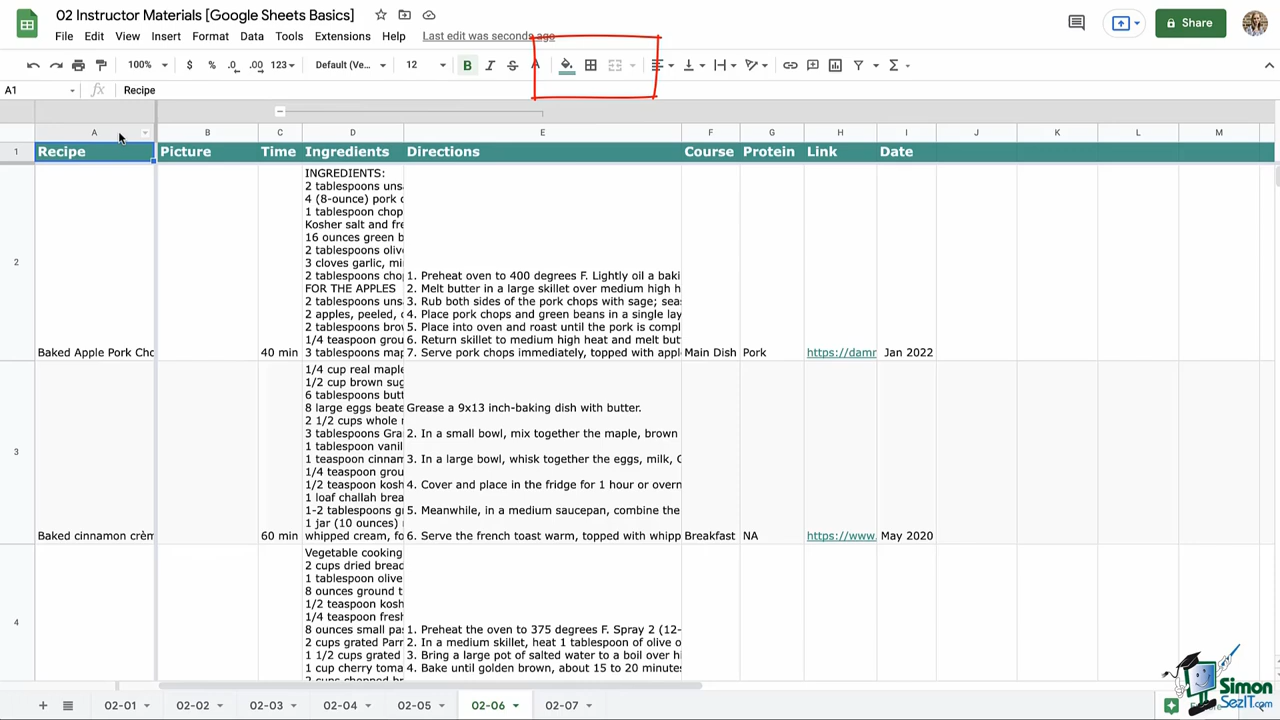 02 Instructor Materials [Google Sheets Basics]
File Edit View Insert Format Data Tools Extensions Help Last edit was seconds ago
Share
100% $ % .0 .00 123 Default (Ve... 12 B I S A
A1 fx Recipe
A B C D E F G H I J K L M
1 Recipe Picture Time Ingredients Directions Course Protein Link Date
INGREDIENTS:
2 tablespoons unsa
4 (8-ounce) pork c
1 tablespoon chop
Kosher salt and fre
16 ounces green b
2 tablespoons olive
3 cloves garlic, mi
2 tablespoons cho
FOR THE APPLES
2 tablespoons unsa
2 apples, peeled, c
2 tablespoons brov
1/4 teaspoon grou
3 tablespoons map
1. Preheat oven to 400 degrees F. Lightly oil a baki
2. Melt butter in a large skillet over medium high h
3. Rub both sides of the pork chops with sage; seas
4. Place pork chops and green beans in a single lay
5. Place into oven and roast until the pork is compl
6. Return skillet to medium high heat and melt but
7. Serve pork chops immediately, topped with appl
2 Baked Apple Pork Cho 40 min Main Dish Pork https://damr Jan 2022
1/4 cup real maple
1/2 cup brown sug
6 tablespoons butt
8 large eggs beate
2 1/2 cups whole r
3 tablespoons Gra
1 tablespoon vanil
1 teaspoon cinnam
1/4 teaspoon grou
1/2 teaspoon kosh
1 loaf challah brea
1-2 tablespoons gr
1 jar (10 ounces) r
whipped cream, fo
Grease a 9x13 inch-baking dish with butter.
2. In a small bowl, mix together the maple, brown
3. In a large bowl, whisk together the eggs, milk, G
4. Cover and place in the fridge for 1 hour or overn
5. Meanwhile, in a medium saucepan, combine the
6. Serve the french toast warm, topped with whipp
3 Baked cinnamon crèm 60 min Breakfast NA https://www. May 2020
Vegetable cooking
2 cups dried bread
1 tablespoon olive
8 ounces ground t
1/2 teaspoon kosh
1/4 teaspoon fresh
8 ounces small pas
2 cups grated Parr
1 1/2 cups grated
1 cup cherry toma
1. Preheat the oven to 375 degrees F. Spray 2 (12-
2. In a medium skillet, heat 1 tablespoon of olive o
3. Bring a large pot of salted water to a boil over hi
4. Bake until golden brown, about 15 to 20 minutes
4
02-01 02-02 02-03 02-04 02-05 02-06 02-07
Simon
SezIT.com